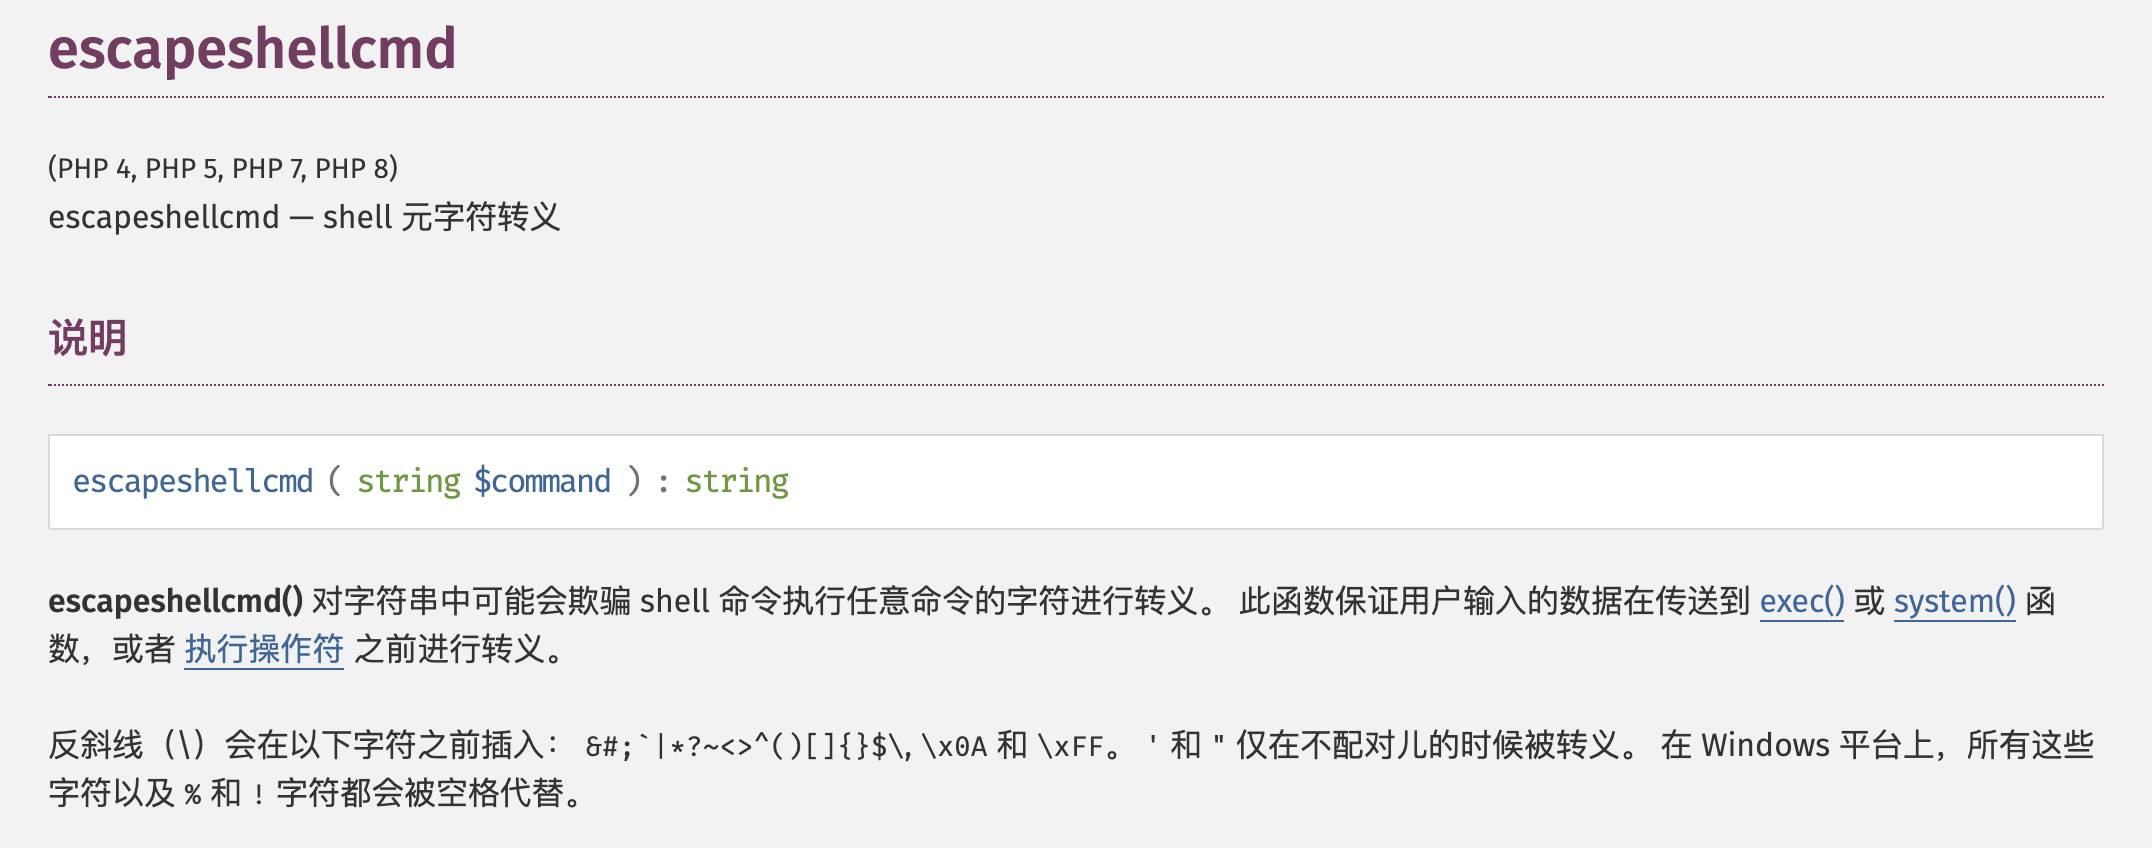 escapeshellcmd
(PHP 4, PHP 5, PHP 7, PHP 8)
escapeshellcmd — shell 元字符转义
说明
escapeshellcmd ( string $command ) : string
escapeshellcmd() 对字符串中可能会欺骗 shell 命令执行任意命令的字符进行转义。 此函数保证用户输入的数据在传送到 exec() 或 system() 函
数，或者 执行操作符 之前进行转义。
反斜线（\）会在以下字符之前插入： &#;`|*?~<>^()[]{}$\, \x0A 和 \xFF。 ' 和 " 仅在不配对儿的时候被转义。 在 Windows 平台上，所有这些
字符以及 % 和 ! 字符都会被空格代替。